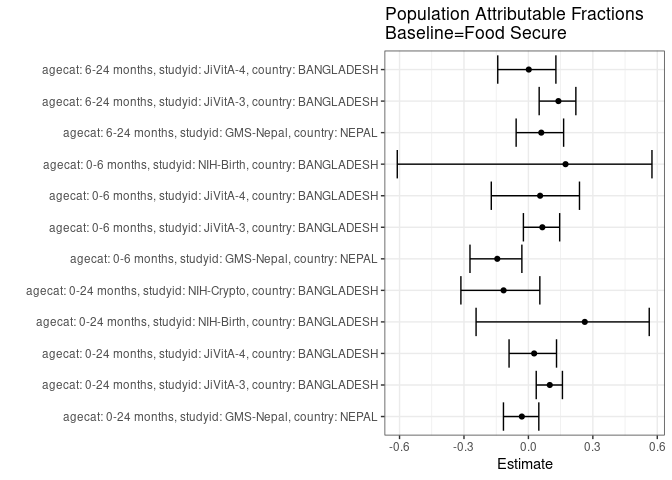 Population Attributable Fractions
Baseline=Food Secure
agecat: 6-24 months, studyid: JiVitA-4, country: BANGLADESH
agecat: 6-24 months, studyid: JiVitA-3, country: BANGLADESH
agecat: 6-24 months, studyid: GMS-Nepal, country: NEPAL
agecat: 0-6 months, studyid: NIH-Birth, country: BANGLADESH
agecat: 0-6 months, studyid: JiVitA-4, country: BANGLADESH
agecat: 0-6 months, studyid: JiVitA-3, country: BANGLADESH
agecat: 0-6 months, studyid: GMS-Nepal, country: NEPAL
agecat: 0-24 months, studyid: NIH-Crypto, country: BANGLADESH
agecat: 0-24 months, studyid: NIH-Birth, country: BANGLADESH
agecat: 0-24 months, studyid: JiVitA-4, country: BANGLADESH
agecat: 0-24 months, studyid: JiVitA-3, country: BANGLADESH
agecat: 0-24 months, studyid: GMS-Nepal, country: NEPAL
-0.6 -0.3 0.0 0.3 0.6
Estimate